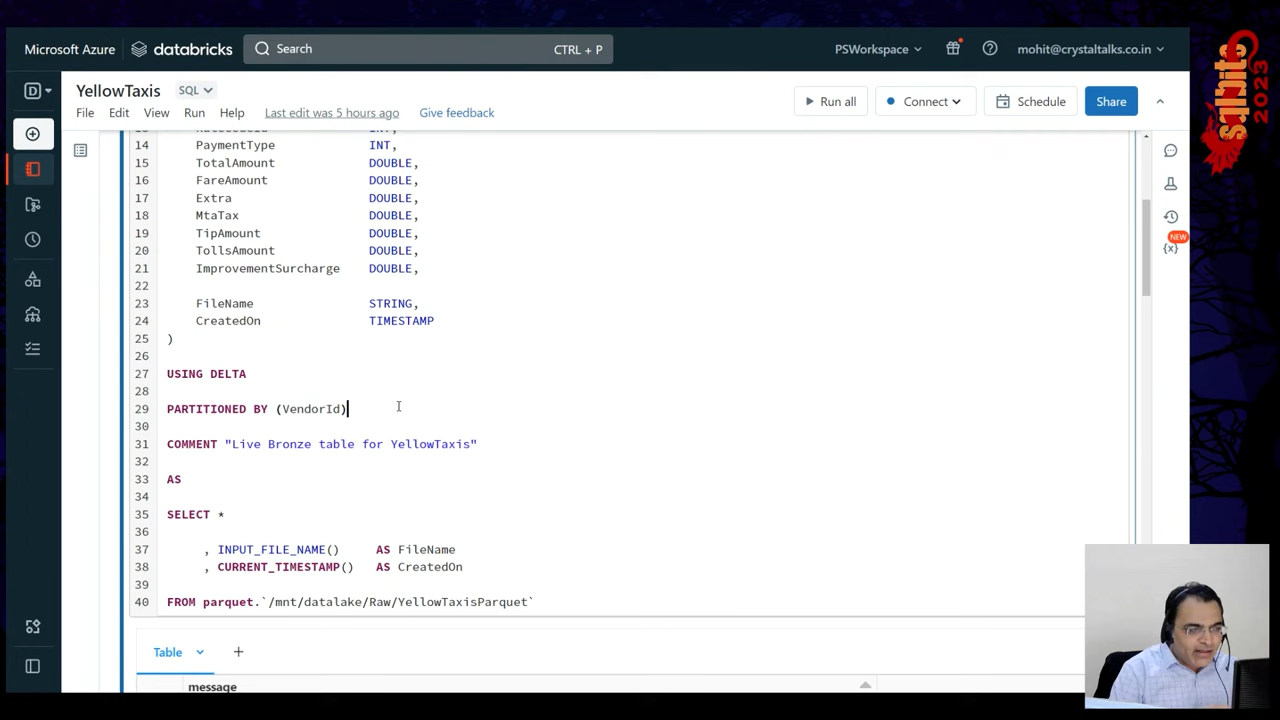 Microsoft Azure databricks Search CTRL + P PSWorkspace mohit@crystaltalks.co.in
sqlbits 2023
YellowTaxis SQL
File Edit View Run Help Last edit was 5 hours ago Give feedback
Run all Connect Schedule Share
NEW
14 PaymentType INT,
15 TotalAmount DOUBLE,
16 FareAmount DOUBLE,
17 Extra DOUBLE,
18 MtaTax DOUBLE,
19 TipAmount DOUBLE,
20 TollsAmount DOUBLE,
21 ImprovementSurcharge DOUBLE,
22
23 FileName STRING,
24 CreatedOn TIMESTAMP
25 )
26
27 USING DELTA
28
29 PARTITIONED BY (VendorId)
30
31 COMMENT "Live Bronze table for YellowTaxis"
32
33 AS
34
35 SELECT *
36
37 , INPUT_FILE_NAME() AS FileName
38 , CURRENT_TIMESTAMP() AS CreatedOn
39
40 FROM parquet.`/mnt/datalake/Raw/YellowTaxisParquet`
Table +
message